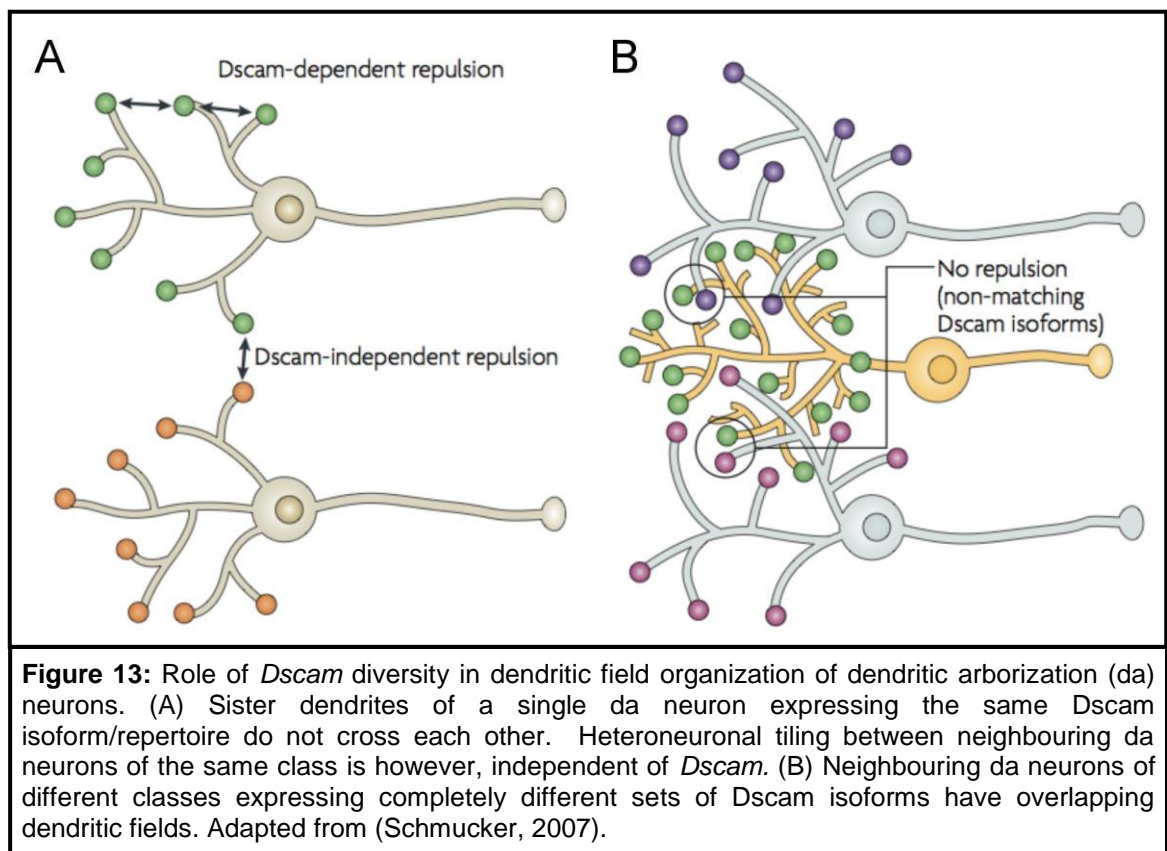 A
Dscam-dependent repulsion
Dscam-independent repulsion
B
No repulsion
(non-matching
Dscam isoforms)
Figure 13: Role of Dscam diversity in dendritic field organization of dendritic arborization (da)
neurons. (A) Sister dendrites of a single da neuron expressing the same Dscam
isoform/repertoire do not cross each other. Heteroneuronal tiling between neighbouring da
neurons of the same class is however, independent of Dscam. (B) Neighbouring da neurons of
different classes expressing completely different sets of Dscam isoforms have overlapping
dendritic fields. Adapted from (Schmucker, 2007).